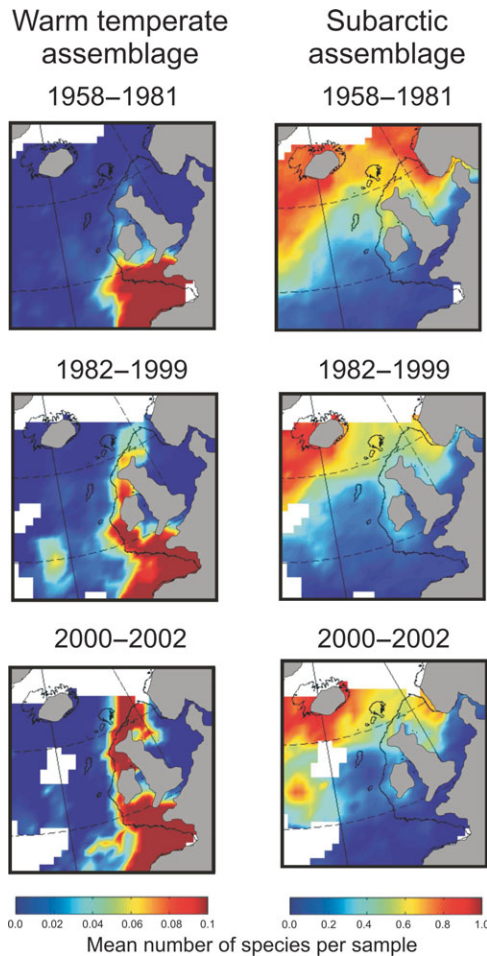 Warm temperate
assemblage
Subarctic
assemblage
1958–1981
1958–1981
1982–1999
1982–1999
2000–2002
2000–2002
0.0 0.02 0.04 0.06 0.08 0.1
0.0 0.2 0.4 0.6 0.8 1.0
Mean number of species per sample